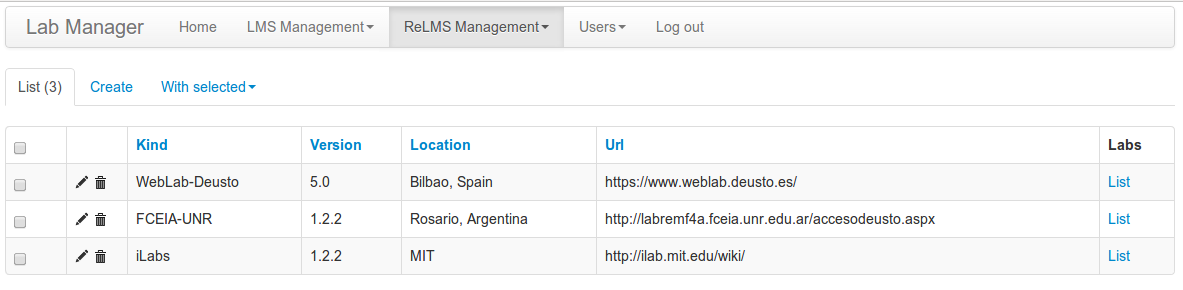 Lab Manager Home LMS Management ReLMS Management Users Log out
List (3) Create With selected
Kind Version Location Url Labs
WebLab-Deusto 5.0 Bilbao, Spain https://www.weblab.deusto.es/ List
FCEIA-UNR 1.2.2 Rosario, Argentina http://labremf4a.fceia.unr.edu.ar/accesodeusto.aspx List
iLabs 1.2.2 MIT http://ilab.mit.edu/wiki/ List